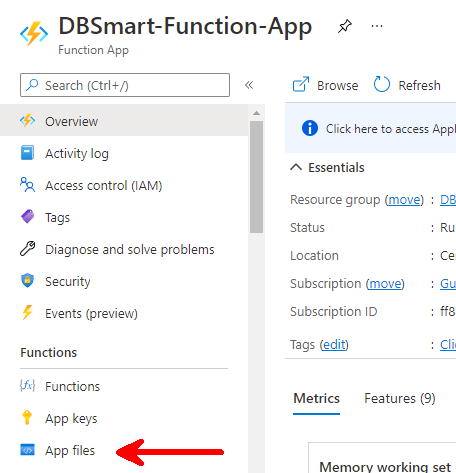 DBSmart-Function-App
Function App
Search (Ctrl+/)
Overview
Activity log
Access control (IAM)
Tags
Diagnose and solve problems
Security
Events (preview)
Functions
Functions
App keys
App files
Browse
Refresh
Click here to access Appl
Essentials
Resource group (move) : DB
Status : Ru
Location : Cer
Subscription (move) : Gu
Subscription ID : ff8
Tags (edit) : Clic
Metrics
Features (9)
Memory working set